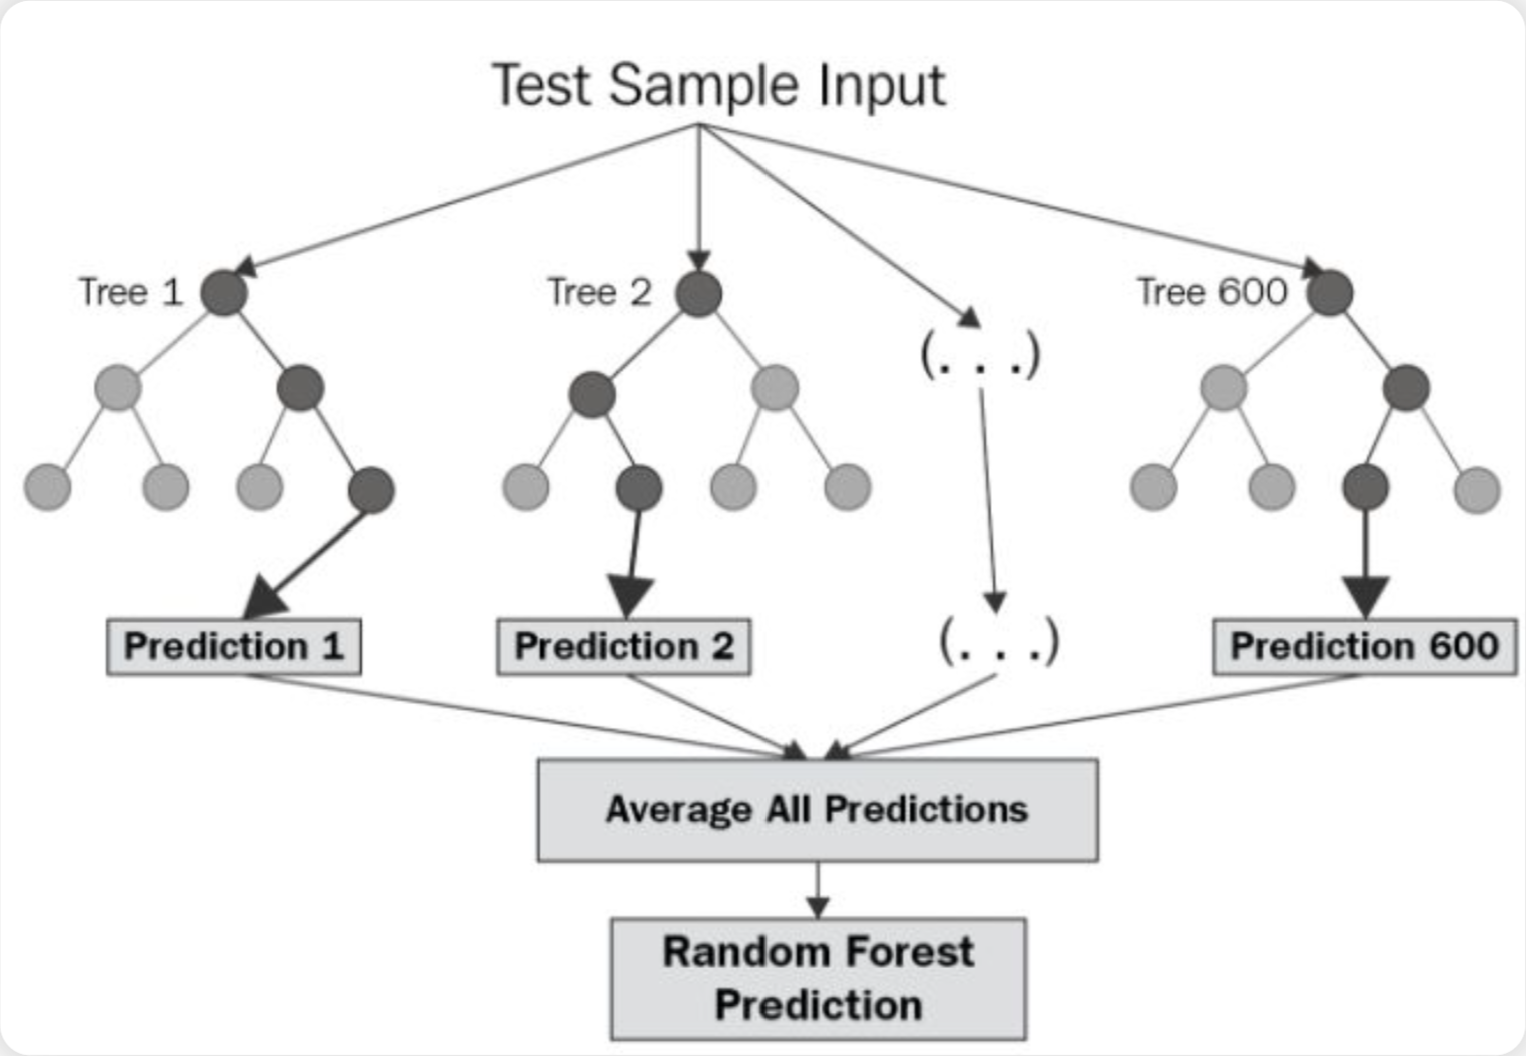 Test Sample Input
Tree 1
Tree 2
Tree 600
(. . .)
Prediction 1
Prediction 2
(. . .)
Prediction 600
Average All Predictions
Random Forest
Prediction